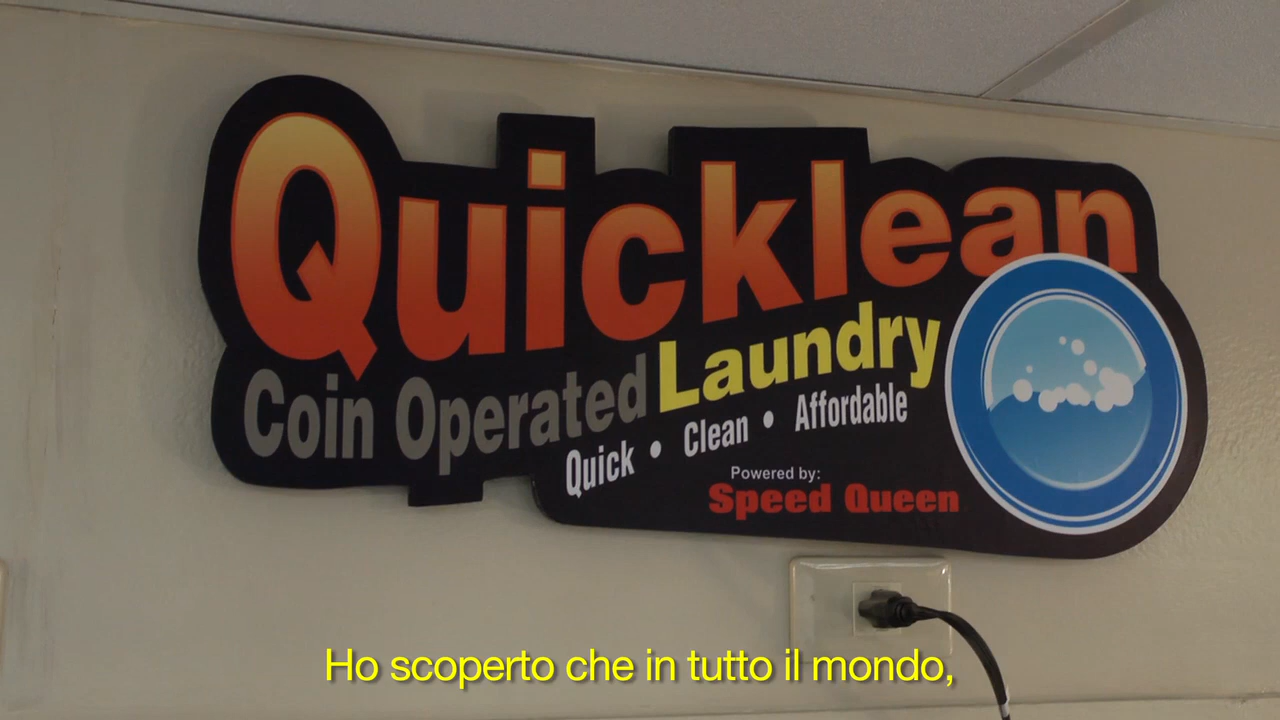 Quicklean
Coin Operated Laundry
Quick • Clean • Affordable
Powered by:
Speed Queen
Ho scoperto che in tutto il mondo,